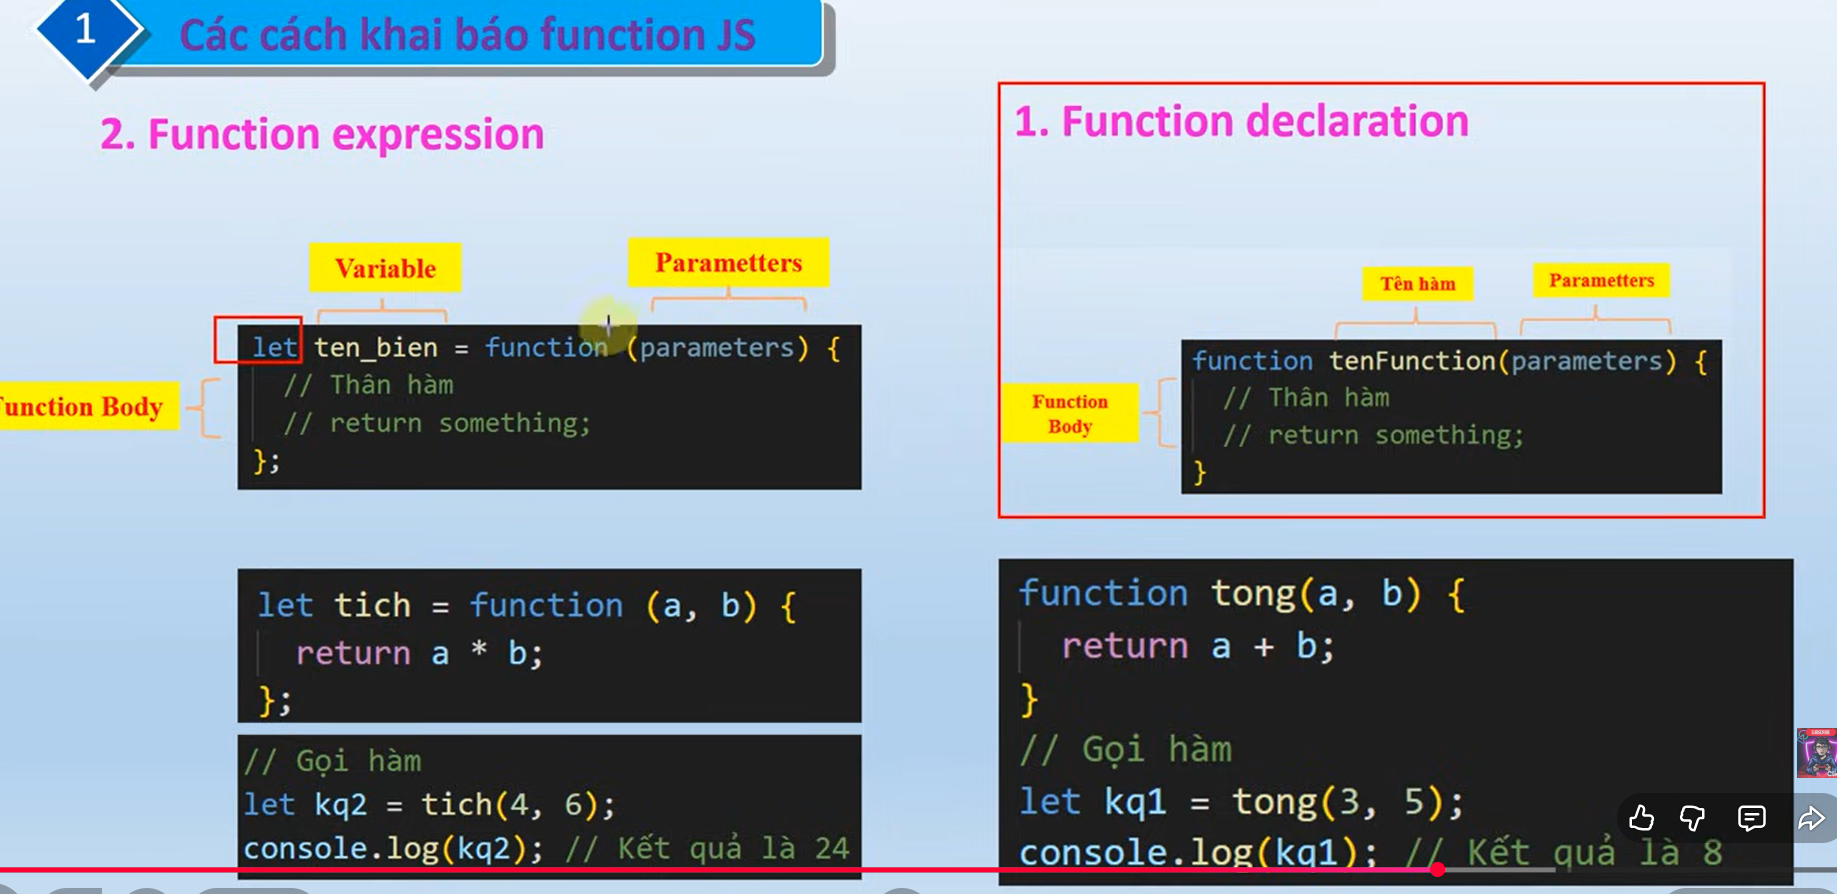 1
Các cách khai báo function JS
2. Function expression
Variable
Parametters
let ten_bien = function (parameters) {
// Thân hàm
// return something;
};
Function Body
let tich = function (a, b) {
return a * b;
};
// Gọi hàm
let kq2 = tich(4, 6);
console.log(kq2); // Kết quả là 24
1. Function declaration
Tên hàm
Parametters
function tenFunction(parameters) {
// Thân hàm
// return something;
}
Function
Body
function tong(a, b) {
return a + b;
}
// Gọi hàm
let kq1 = tong(3, 5);
console.log(kq1); // Kết quả là 8